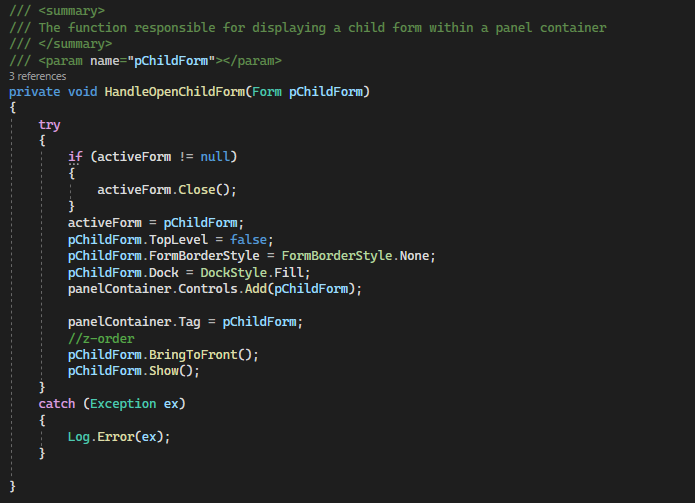 /// <summary>
/// The function responsible for displaying a child form within a panel container
/// </summary>
/// <param name="pChildForm"></param>
3 references
private void HandleOpenChildForm(Form pChildForm)
{
try
{
if (activeForm != null)
{
activeForm.Close();
}
activeForm = pChildForm;
pChildForm.TopLevel = false;
pChildForm.FormBorderStyle = FormBorderStyle.None;
pChildForm.Dock = DockStyle.Fill;
panelContainer.Controls.Add(pChildForm);
panelContainer.Tag = pChildForm;
//z-order
pChildForm.BringToFront();
pChildForm.Show();
}
catch (Exception ex)
{
Log.Error(ex);
}
}